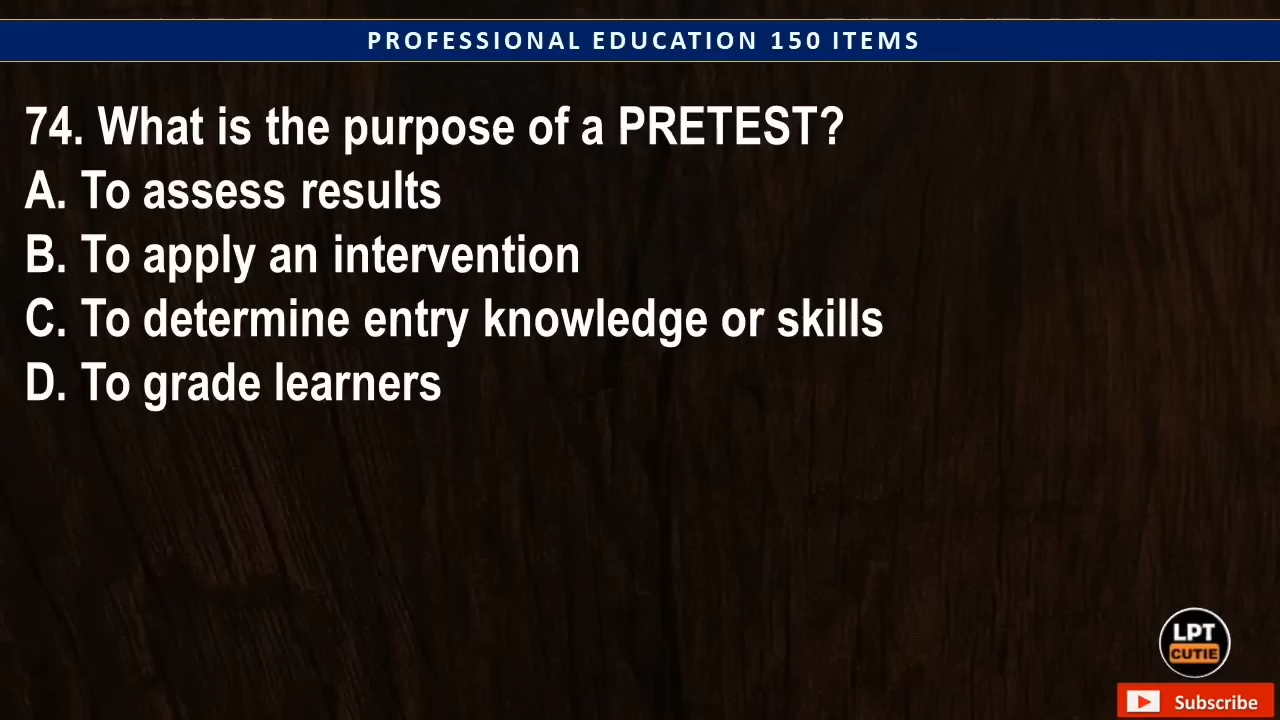 PROFESSIONAL EDUCATION 150 ITEMS
74. What is the purpose of a PRETEST?
A. To assess results
B. To apply an intervention
C. To determine entry knowledge or skills
D. To grade learners
LPT
CUTIE
Subscribe